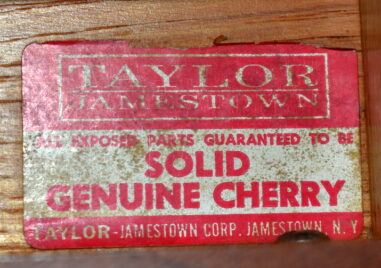 TAYLOR
JAMESTOWN
ALL EXPOSED PARTS GUARANTEED TO BE
SOLID
GENUINE CHERRY
TAYLOR-JAMESTOWN CORP. JAMESTOWN, N. Y